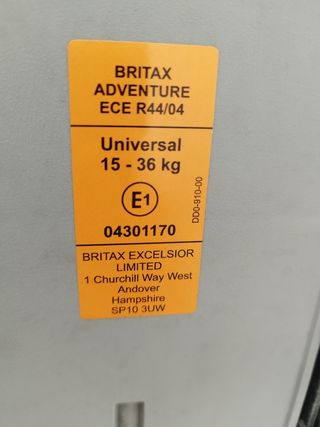 BRITAX
ADVENTURE
ECE R44/04
Universal
15 - 36 kg
E1
04301170
DD0-910-00
BRITAX EXCELSIOR
LIMITED
1 Churchill Way West
Andover
Hampshire
SP10 3UW